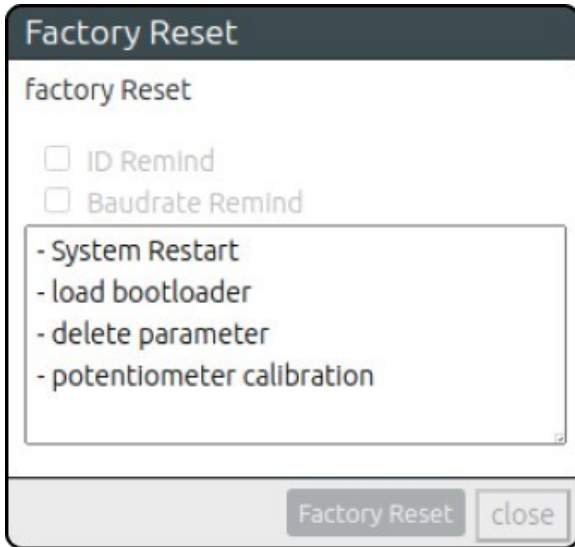 Factory Reset
factory Reset
ID Remind
Baudrate Remind
- System Restart
- load bootloader
- delete parameter
- potentiometer calibration
Factory Reset
close